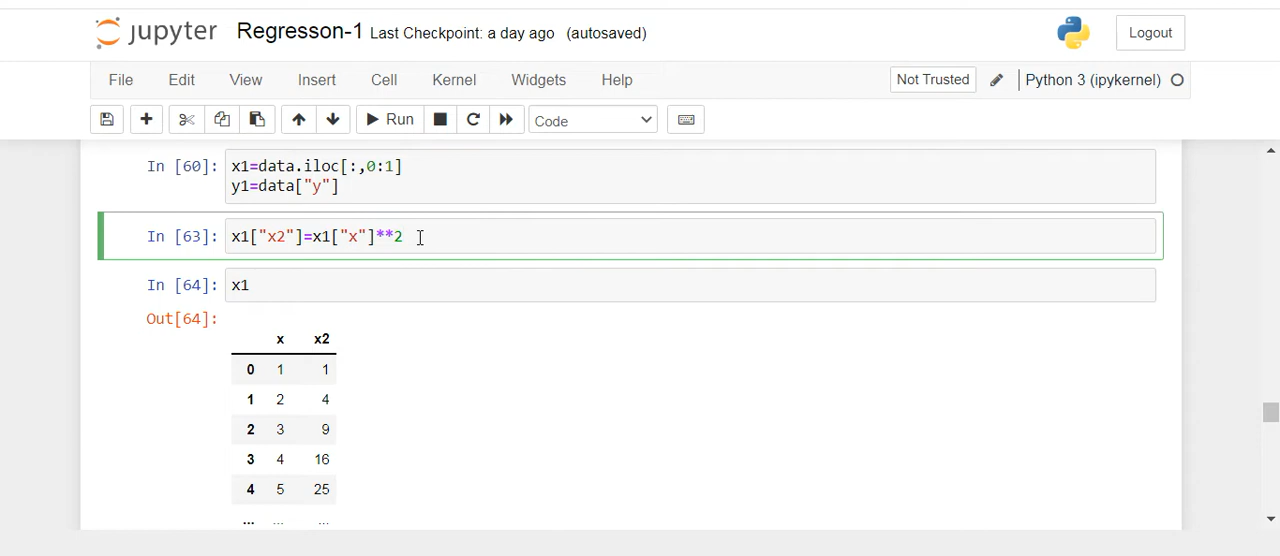 jupyter Regresson-1 Last Checkpoint: a day ago (autosaved) Logout
File Edit View Insert Cell Kernel Widgets Help Not Trusted Python 3 (ipykernel)
Run Code
In [60]: x1=data.iloc[:,0:1]
y1=data["y"]
In [63]: x1["x2"]=x1["x"]**2
In [64]: x1
Out[64]:
x x2
0 1 1
1 2 4
2 3 9
3 4 16
4 5 25
... ... ...